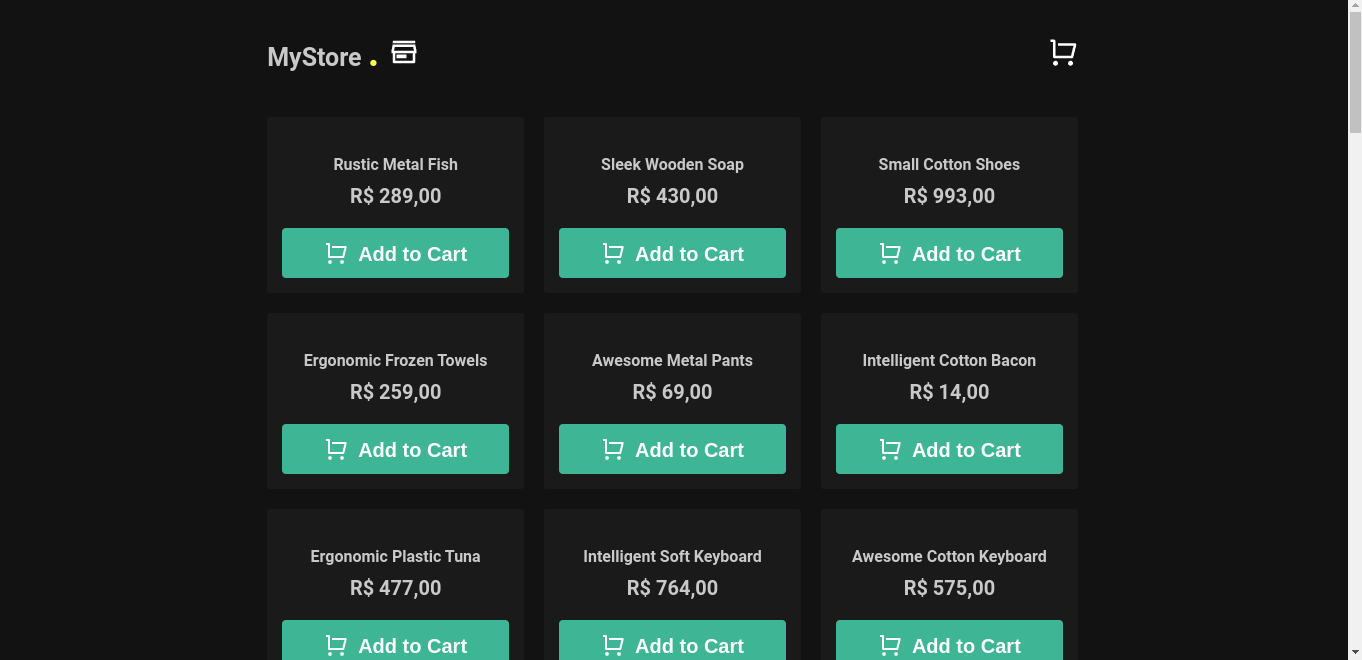 MyStore .
Rustic Metal Fish
R$ 289,00
Add to Cart
Sleek Wooden Soap
R$ 430,00
Add to Cart
Small Cotton Shoes
R$ 993,00
Add to Cart
Ergonomic Frozen Towels
R$ 259,00
Add to Cart
Awesome Metal Pants
R$ 69,00
Add to Cart
Intelligent Cotton Bacon
R$ 14,00
Add to Cart
Ergonomic Plastic Tuna
R$ 477,00
Add to Cart
Intelligent Soft Keyboard
R$ 764,00
Add to Cart
Awesome Cotton Keyboard
R$ 575,00
Add to Cart